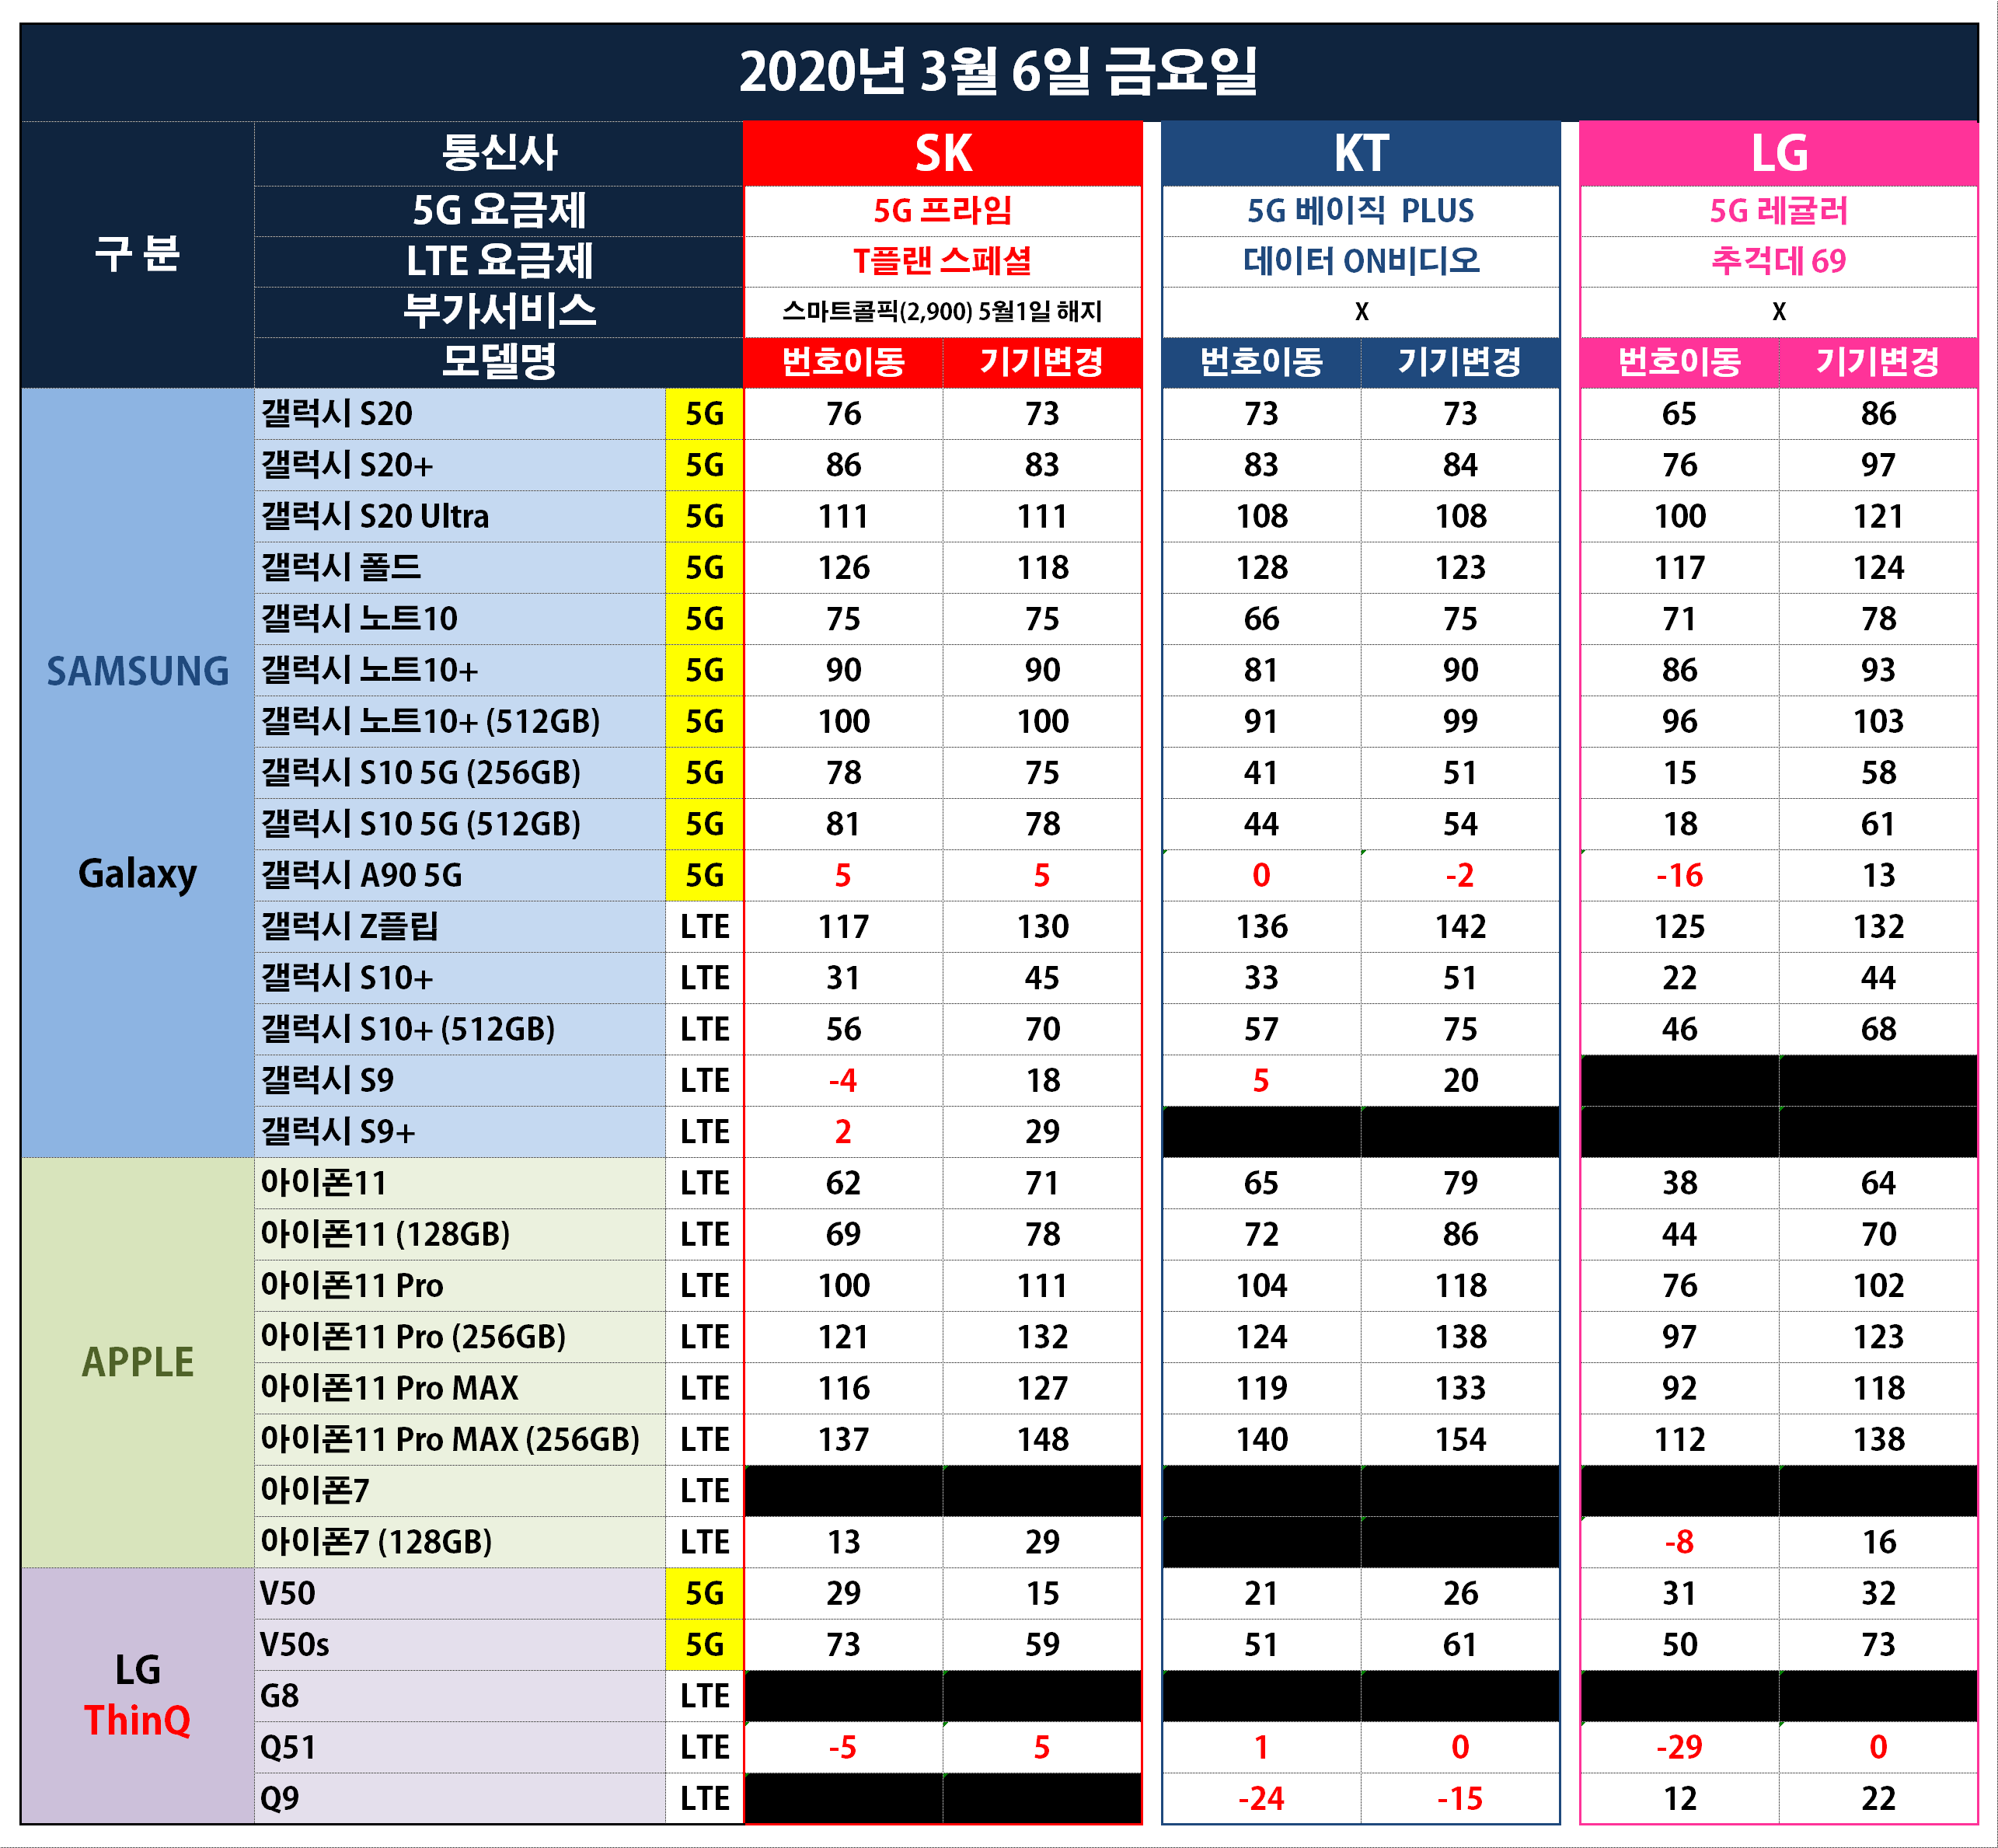 2020년 3월 6일 금요일
구 분 통신사 SK KT LG
5G 요금제 5G 프라임 5G 베이직 PLUS 5G 레귤러
LTE 요금제 T플랜 스페셜 데이터 ON비디오 추걱데 69
부가서비스 스마트콜픽(2,900) 5월1일 해지 X X
모델명 번호이동 기기변경 번호이동 기기변경 번호이동 기기변경
SAMSUNG
Galaxy
갤럭시 S20 5G 76 73 73 73 65 86
갤럭시 S20+ 5G 86 83 83 84 76 97
갤럭시 S20 Ultra 5G 111 111 108 108 100 121
갤럭시 폴드 5G 126 118 128 123 117 124
갤럭시 노트10 5G 75 75 66 75 71 78
갤럭시 노트10+ 5G 90 90 81 90 86 93
갤럭시 노트10+ (512GB) 5G 100 100 91 99 96 103
갤럭시 S10 5G (256GB) 5G 78 75 41 51 15 58
갤럭시 S10 5G (512GB) 5G 81 78 44 54 18 61
갤럭시 A90 5G 5G 5 5 0 -2 -16 13
갤럭시 Z플립 LTE 117 130 136 142 125 132
갤럭시 S10+ LTE 31 45 33 51 22 44
갤럭시 S10+ (512GB) LTE 56 70 57 75 46 68
갤럭시 S9 LTE -4 18 5 20
갤럭시 S9+ LTE 2 29
APPLE
아이폰11 LTE 62 71 65 79 38 64
아이폰11 (128GB) LTE 69 78 72 86 44 70
아이폰11 Pro LTE 100 111 104 118 76 102
아이폰11 Pro (256GB) LTE 121 132 124 138 97 123
아이폰11 Pro MAX LTE 116 127 119 133 92 118
아이폰11 Pro MAX (256GB) LTE 137 148 140 154 112 138
아이폰7 LTE
아이폰7 (128GB) LTE 13 29 -8 16
LG
ThinQ
V50 5G 29 15 21 26 31 32
V50s 5G 73 59 51 61 50 73
G8 LTE
Q51 LTE -5 5 1 0 -29 0
Q9 LTE -24 -15 12 22